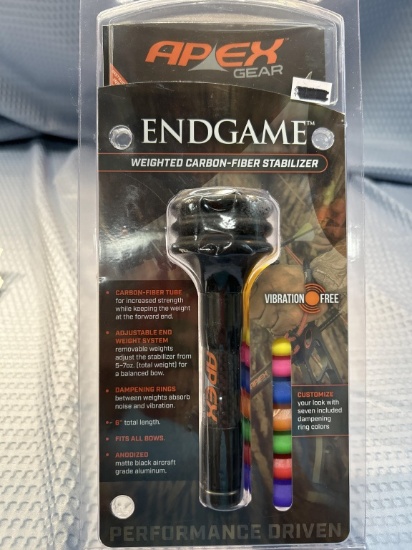 APEX
GEAR
ENDGAME™
WEIGHTED CARBON-FIBER STABILIZER
• CARBON-FIBER TUBE
for increased strength
while keeping the weight
at the forward end.
• ADJUSTABLE END
WEIGHT SYSTEM
removable weights
adjust the stabilizer from
5-7oz. (total weight) for
a balanced bow.
• DAMPENING RINGS
between weights absorb
noise and vibration.
• 6" total length.
• FITS ALL BOWS.
• ANODIZED
matte black aircraft
grade aluminum.
APEX
VIBRATION FREE
CUSTOMIZE
your look with
seven included
dampening
ring colors
PERFORMANCE DRIVEN